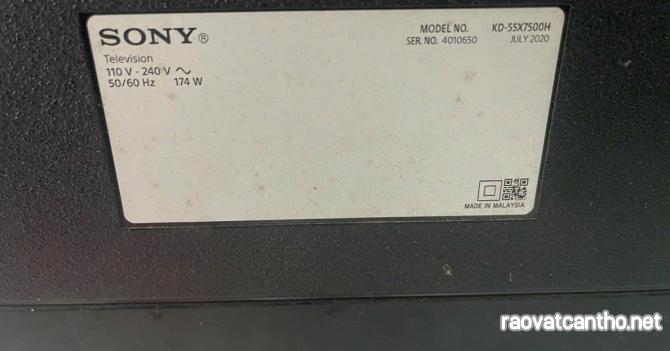 SONY®
Television
110 V - 240 V ~
50/60 Hz 174 W
MODEL NO. KD-55X7500H
SER. NO. 4010650 JULY 2020
MADE IN MALAYSIA
raovatcantho.net